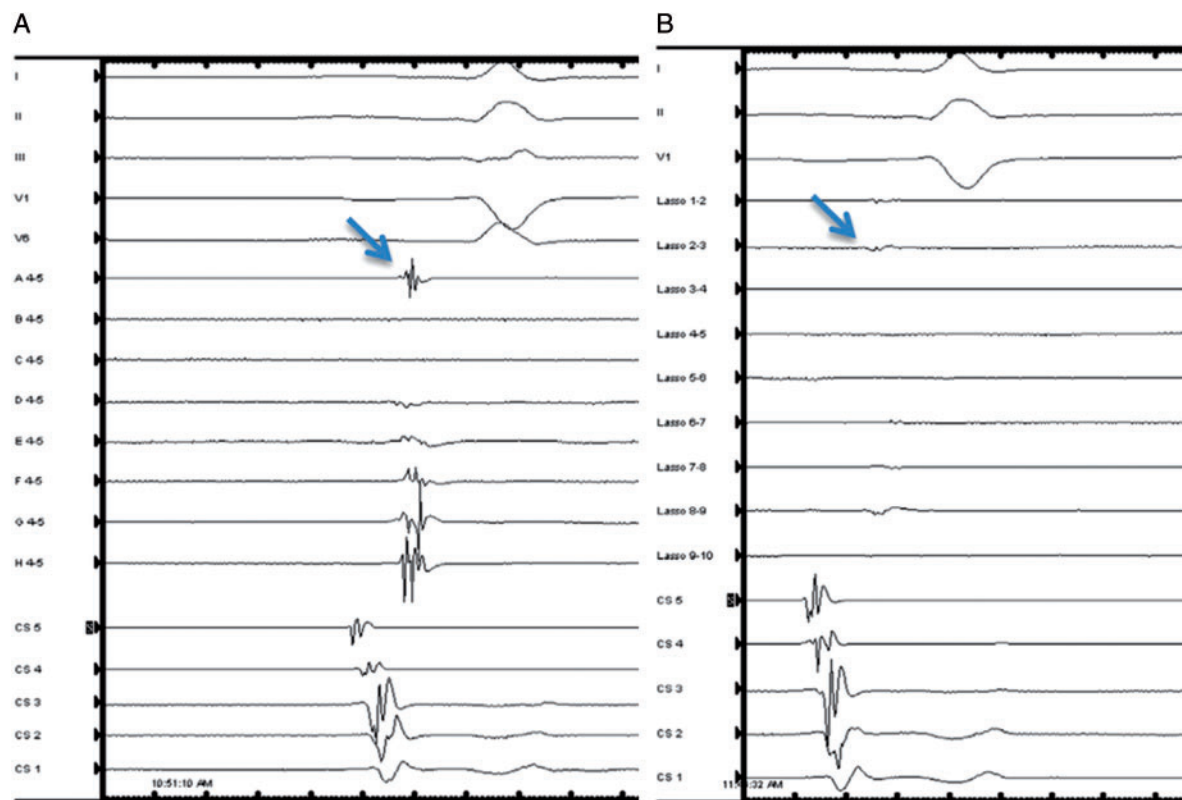 A
I
II
III
V1
V6
A 4-5
B 4-5
C 4-5
D 4-5
E 4-5
F 4-5
G 4-5
H 4-5
CS 5
CS 4
CS 3
CS 2
CS 1
10:51:10 AM
B
I
II
V1
Lasso 1-2
Lasso 2-3
Lasso 3-4
Lasso 4-5
Lasso 5-6
Lasso 6-7
Lasso 7-8
Lasso 8-9
Lasso 9-10
CS 5
CS 4
CS 3
CS 2
CS 1